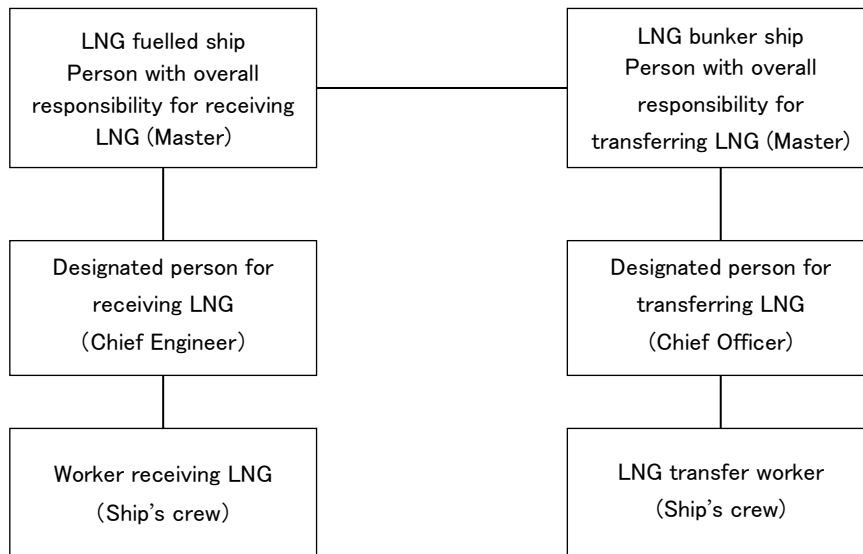 LNG fuelled ship
Person with overall
responsibility for receiving
LNG (Master)
LNG bunker ship
Person with overall
responsibility for
transferring LNG (Master)
Designated person for
receiving LNG
(Chief Engineer)
Designated person for
transferring LNG
(Chief Officer)
Worker receiving LNG
(Ship's crew)
LNG transfer worker
(Ship's crew)